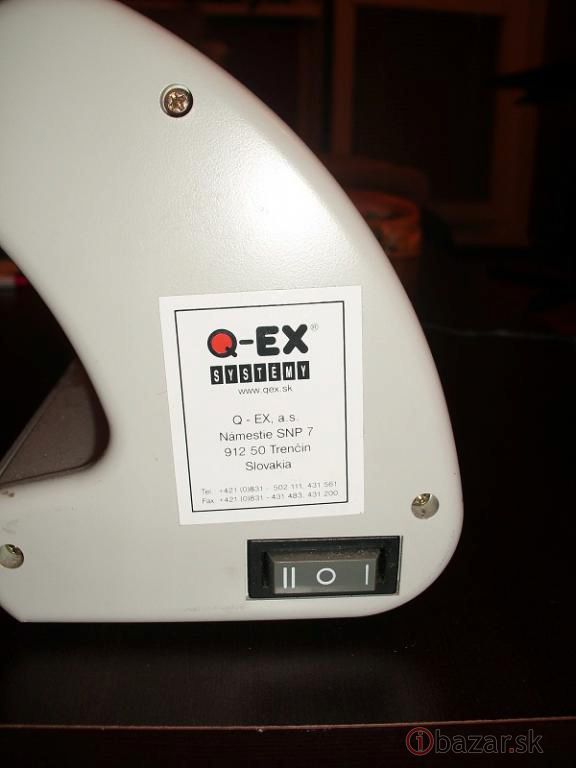 Q-EX®
SYSTEMY
www.qex.sk
Q - EX, a.s.
Námestie SNP 7
912 50 Trenčin
Slovakia
Tel. +421 (0)831 - 502 111, 431 561
Fax. +421 (0)831 - 431 483, 431 200
II O I
ibazar.sk